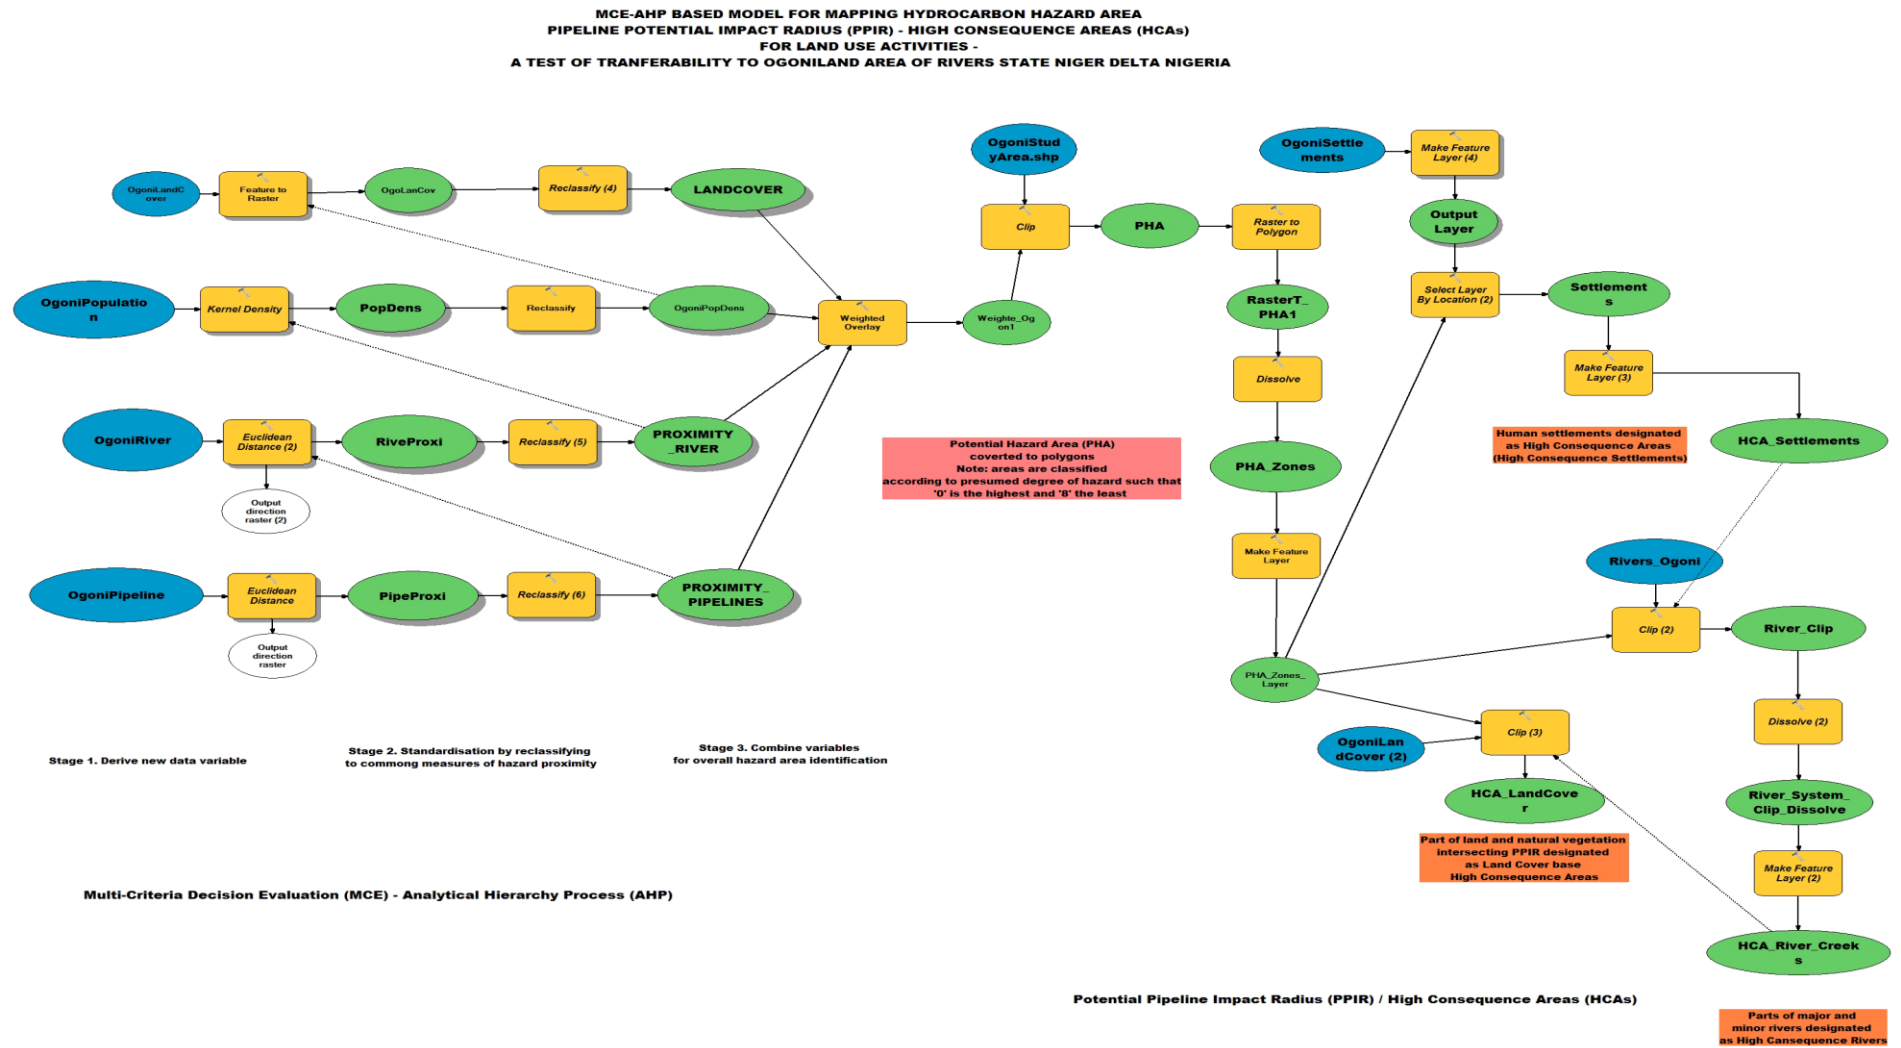 MCE-AHP BASED MODEL FOR MAPPING HYDROCARBON HAZARD AREA
PIPELINE POTENTIAL IMPACT RADIUS (PPIR) - HIGH CONSEQUENCE AREAS (HCAs)
FOR LAND USE ACTIVITIES -
A TEST OF TRANFERABILITY TO OGONILAND AREA OF RIVERS STATE NIGER DELTA NIGERIA
OgoniLandC
over
Feature to
Raster
OgoLanCov
Reclassify (4)
LANDCOVER
OgoniPopulatio
n
Kernel Density
PopDens
Reclassify
OgoniPopDens
OgoniRiver
Euclidean
Distance (2)
RiveProxi
Reclassify (5)
PROXIMITY
_RIVER
Output
direction
raster (2)
OgoniPipeline
Euclidean
Distance
PipeProxi
Reclassify (6)
PROXIMITY_
PIPELINES
Output
direction
raster
Weighted
Overlay
Weighte_Og
oni1
OgoniStud
yArea.shp
Clip
PHA
Raster to
Polygon
RasterT_
PHA1
Dissolve
PHA_Zones
Make Feature
Layer
PHA_Zones_
Layer
Potential Hazard Area (PHA)
coverted to polygons
Note: areas are classified
according to presumed degree of hazard such that
'0' is the highest and '8' the least
OgoniSettle
ments
Make Feature
Layer (4)
Output
Layer
Select Layer
By Location (2)
Settlement
s
Make Feature
Layer (3)
HCA_Settlements
Human settlements designated
as High Consequence Areas
(High Consequence Settlements)
Rivers_Ogoni
Clip (2)
River_Clip
Dissolve (2)
River_System_
Clip_Dissolve
Make Feature
Layer (2)
HCA_River_Creek
s
OgoniLan
dCover (2)
Clip (3)
HCA_LandCove
r
Part of land and natural vegetation
intersecting PPIR designated
as Land Cover base
High Consequence Areas
Stage 1. Derive new data variable
Stage 2. Standardisation by reclassifying
to commong measures of hazard proximity
Stage 3. Combine variables
for overall hazard area identification
Multi-Criteria Decision Evaluation (MCE) - Analytical Hierarchy Process (AHP)
Potential Pipeline Impact Radius (PPIR) / High Consequence Areas (HCAs)
Parts of major and
minor rivers designated
as High Cansequence Rivers